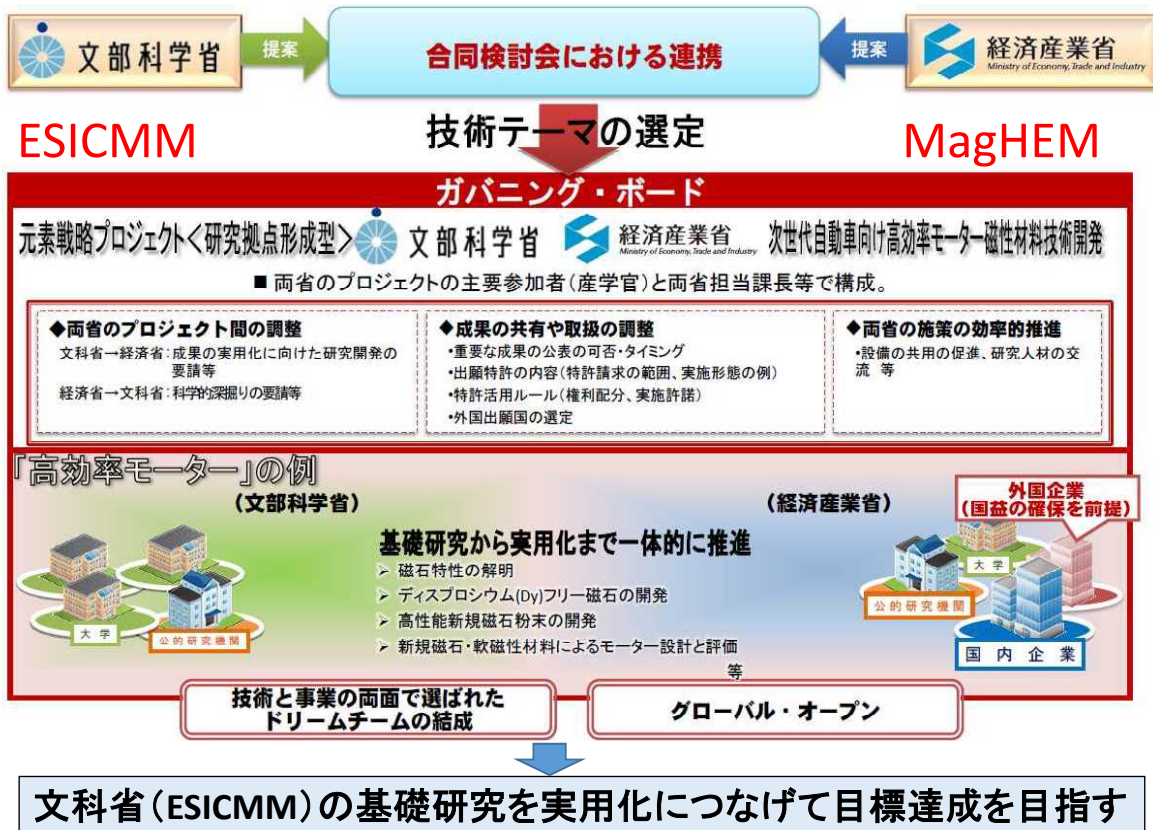 文部科学省
提案
合同検討会における連携
提案
経済産業省
Ministry of Economy, Trade and Industry
ESICMM
技術テーマの選定
MagHEM
ガバニング・ボード
元素戦略プロジェクト<研究拠点形成型>
文部科学省
経済産業省
Ministry of Economy, Trade and Industry
次世代自動車向け高効率モーター磁性材料技術開発
■ 両省のプロジェクトの主要参加者(産学官)と両省担当課長等で構成。
◆両省のプロジェクト間の調整
文科省→経済省:成果の実用化に向けた研究開発の
要請等
経済省→文科省:科学的深掘りの要請等
◆成果の共有や取扱の調整
・重要な成果の公表の可否・タイミング
・出願特許の内容(特許請求の範囲、実施形態の例)
・特許活用ルール(権利配分、実施許諾)
・外国出願国の選定
◆両省の施策の効率的推進
・設備の共用の促進、研究人材の交
流 等
「高効率モーター」の例
(文部科学省)
(経済産業省)
外国企業
(国益の確保を前提)
基礎研究から実用化まで一体的に推進
➢ 磁石特性の解明
➢ ディスプロシウム(Dy)フリー磁石の開発
➢ 高性能新規磁石粉末の開発
➢ 新規磁石・軟磁性材料によるモーター設計と評価
等
大学
公的研究機関
大学
公的研究機関
国内企業
技術と事業の両面で選ばれた
ドリームチームの結成
グローバル・オープン
文科省(ESICMM)の基礎研究を実用化につなげて目標達成を目指す